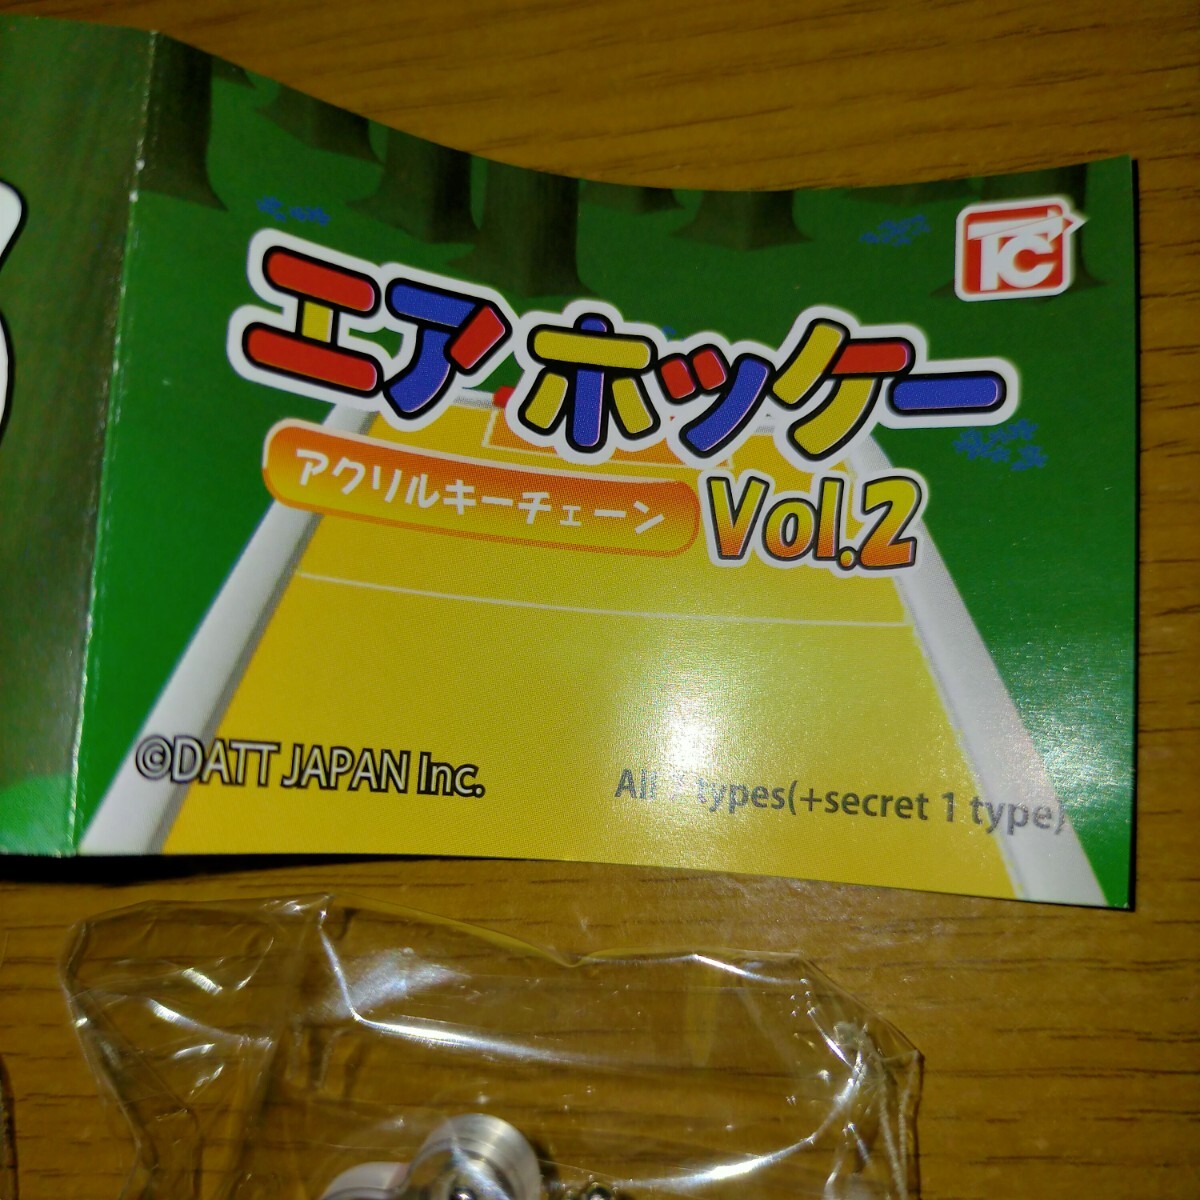 TC
エアホッケー
アクリルキーチェーン Vol.2
©DATT JAPAN Inc.
All types(+secret 1 type)